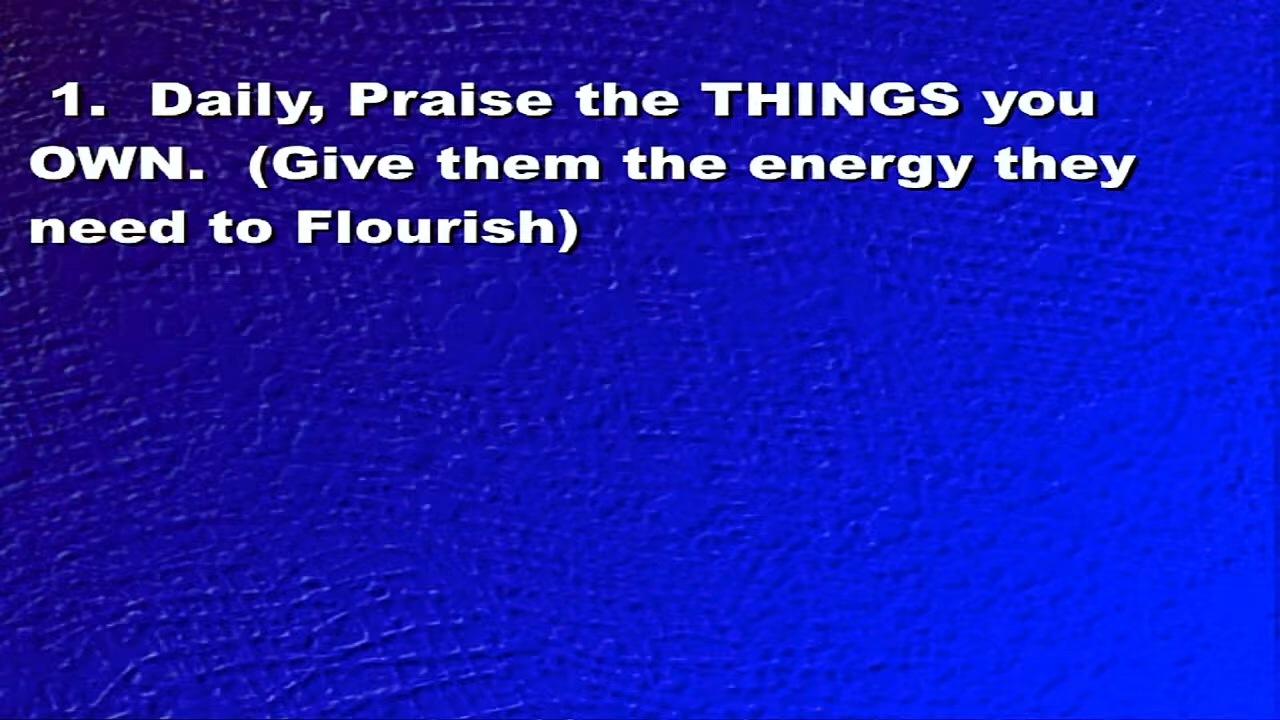 1. Daily, Praise the THINGS you
OWN. (Give them the energy they
need to Flourish)